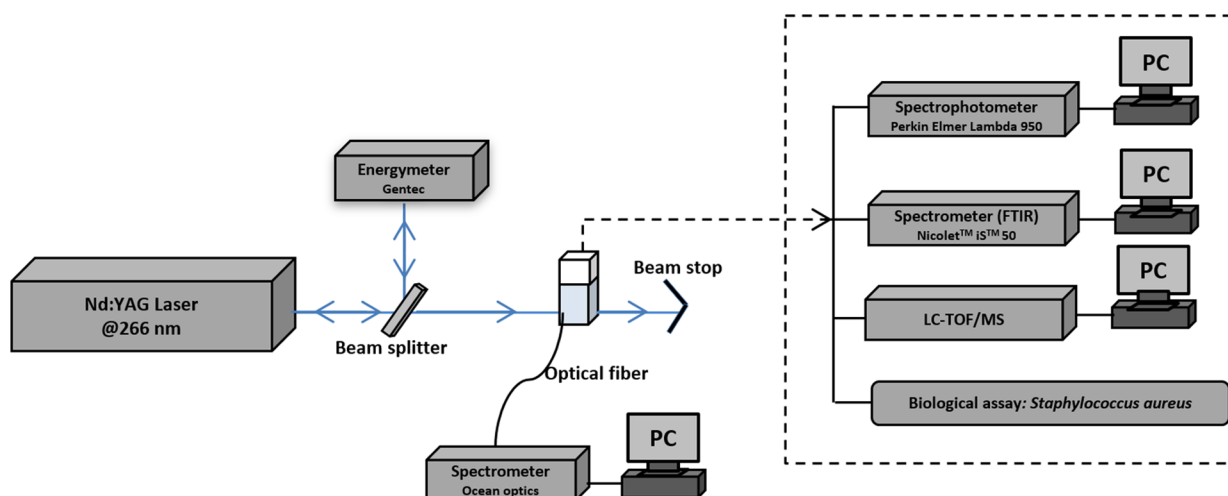 PC
Spectrophotometer
Perkin Elmer Lambda 950
Energymeter
Gentec
PC
Spectrometer (FTIR)
Nicolet™ iS™ 50
Nd:YAG Laser
@266 nm
Beam splitter
Beam stop
PC
LC-TOF/MS
Optical fiber
Biological assay: Staphylococcus aureus
PC
Spectrometer
Ocean optics